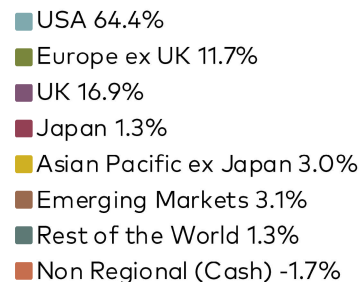 USA 64.4%
Europe ex UK 11.7%
UK 16.9%
Japan 1.3%
Asian Pacific ex Japan 3.0%
Emerging Markets 3.1%
Rest of the World 1.3%
Non Regional (Cash) -1.7%